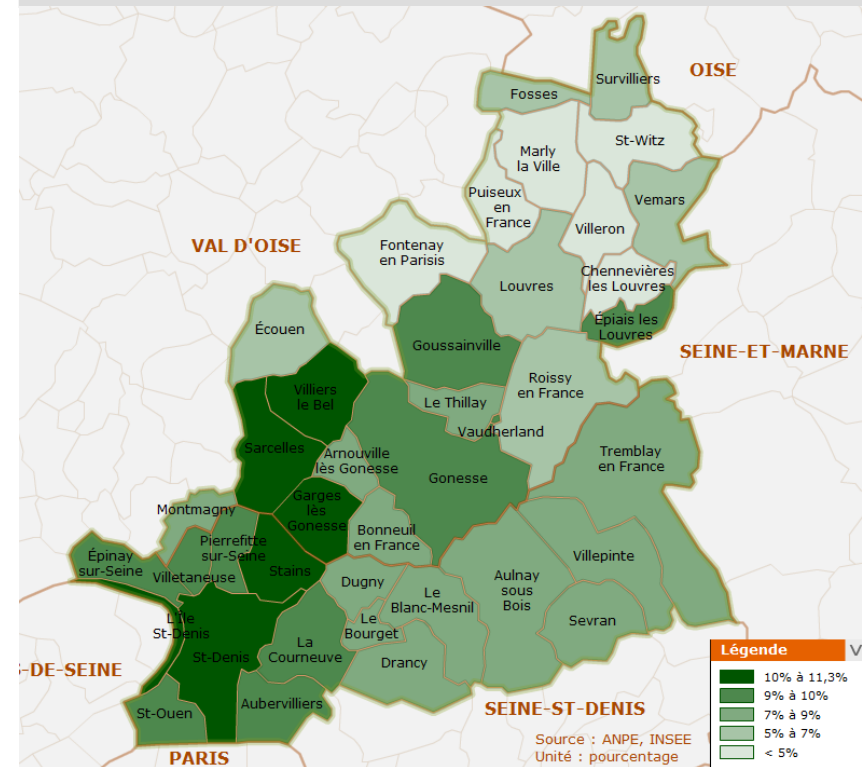 OISE
Survilliers
Fosses
St-Witz
Marly
la Ville
Puiseux
en
France
Vemars
Villeron
VAL D'OISE
Fontenay
en Parisis
Chennevières
les Louvres
Louvres
Épiais les
Louvres
Écouen
Goussainville
SEINE-ET-MARNE
Roissy
en France
Villiers
le Bel
Le Thillay
Vaudherland
Sarcelles
Arnouville
lès Gonesse
Tremblay
en France
Gonesse
Garges
lès
Gonesse
Montmagny
Bonneuil
en France
Pierrefitte
sur-Seine
Épinay
sur-Seine
Villetaneuse
Stains
Villepinte
Dugny
Le
Blanc-Mesnil
Aulnay
sous
Bois
L'Île
St-Denis
Le
Bourget
Sevran
La
Courneuve
St-Denis
Drancy
S-DE-SEINE
St-Ouen
Aubervilliers
SEINE-ST-DENIS
PARIS
Source : ANPE, INSEE
Unité : pourcentage
Légende
10% à 11,3%
9% à 10%
7% à 9%
5% à 7%
< 5%